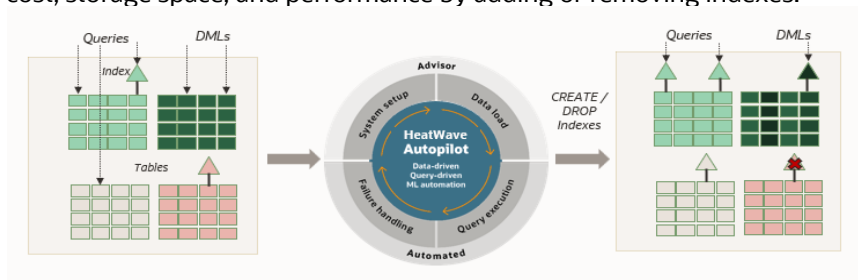 cost, storage space, and performance by adding or removing indexes.
Queries
DMLs
Index
Tables
Advisor
System setup
Data load
HeatWave
Autopilot
Data-driven
Query-driven
ML automation
Failure handling
Query execution
Automated
CREATE /
DROP
Indexes
Queries
DMLs